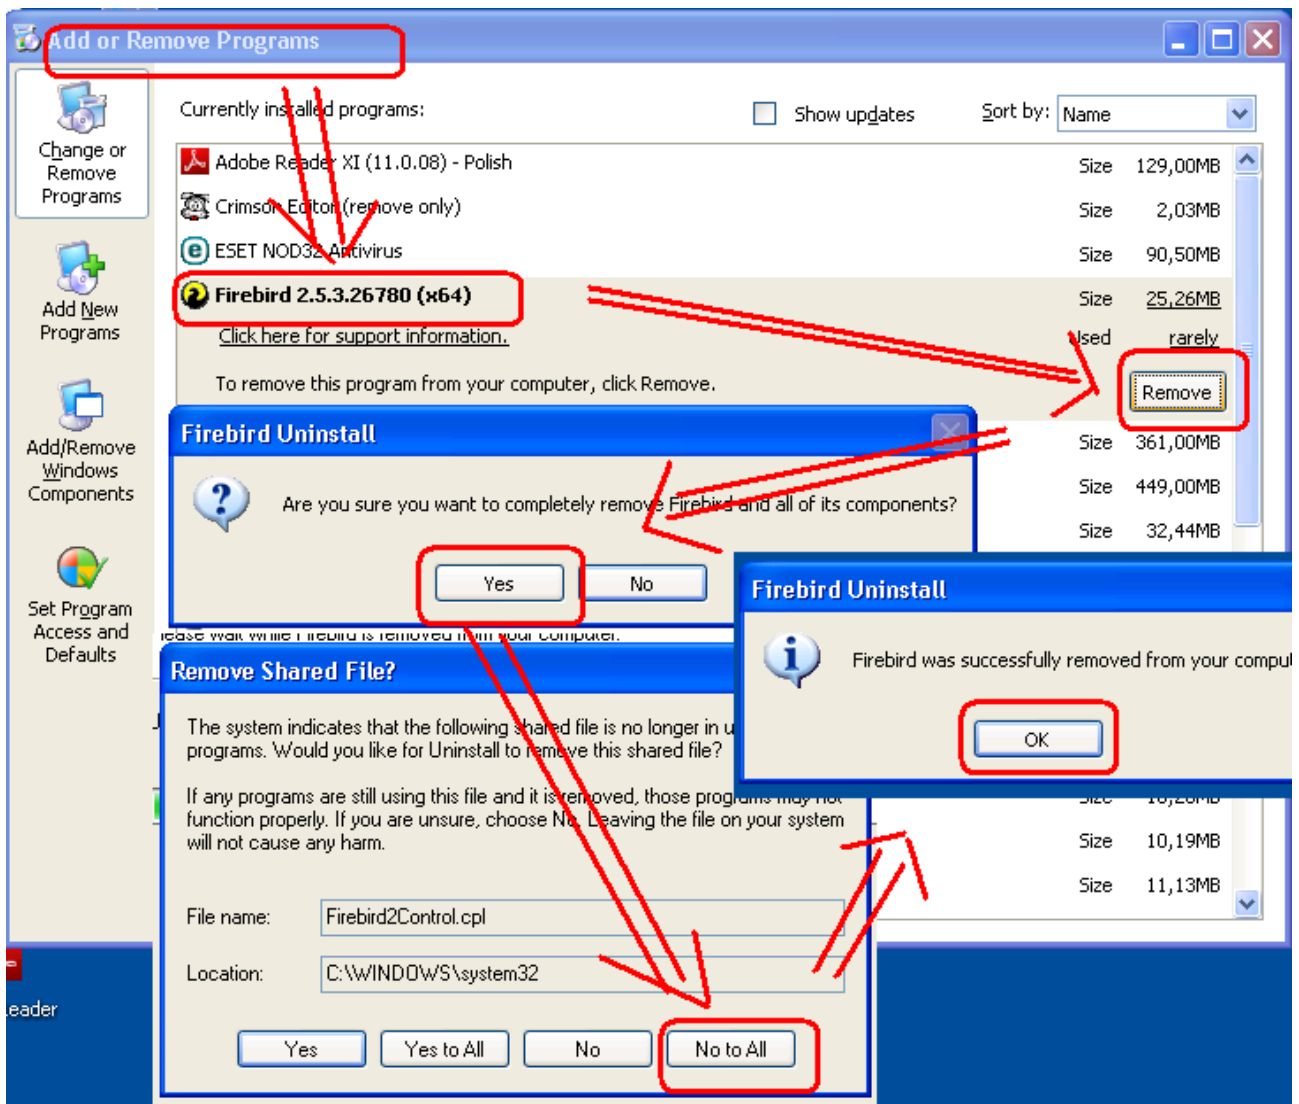 Add or Remove Programs
Currently installed programs:
Show updates
Sort by:
Name
Change or
Remove
Programs
Adobe Reader XI (11.0.08) - Polish
Size
129,00MB
Crimson Editor (remove only)
Size
2,03MB
ESET NOD32 Antivirus
Size
90,50MB
Add New
Programs
Firebird 2.5.3.26780 (x64)
Size
25,26MB
Click here for support information.
Used
rarely
To remove this program from your computer, click Remove.
Remove
Add/Remove
Windows
Components
Firebird Uninstall
Size
361,00MB
Are you sure you want to completely remove Firebird and all of its components?
Size
449,00MB
Size
32,44MB
Yes
No
Set Program
Access and
Defaults
Firebird Uninstall
Firebird was successfully removed from your
OK
ease wait while Firebird is removed from your computer.
Remove Shared File?
The system indicates that the following shared file is no longer in
programs. Would you like for Uninstall to remove this shared file?
If any programs are still using this file and it is removed, those programs may not
function properly. If you are unsure, choose No. Leaving the file on your system
will not cause any harm.
Size
Size
10,19MB
Size
11,13MB
File name:
Firebird2Control.cpl
Location:
C:\WINDOWS\system32
eader
Yes
Yes to All
No
No to All